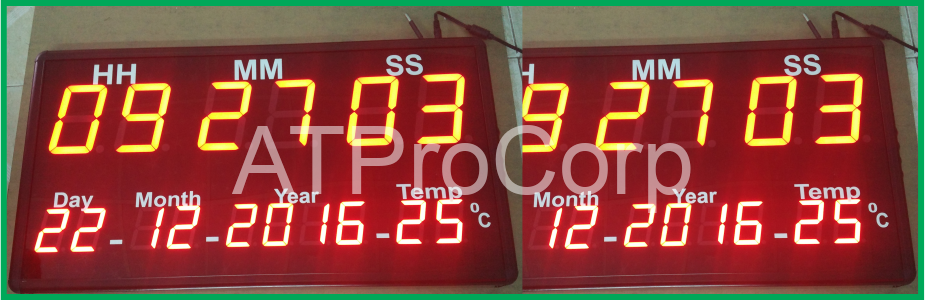 HH MM SS
09 27 03
Day Month Year Temp
22-12-2016-25 °C
H MM SS
9 27 03
Month Year Temp
12-2016-25 °C
ATProCorp